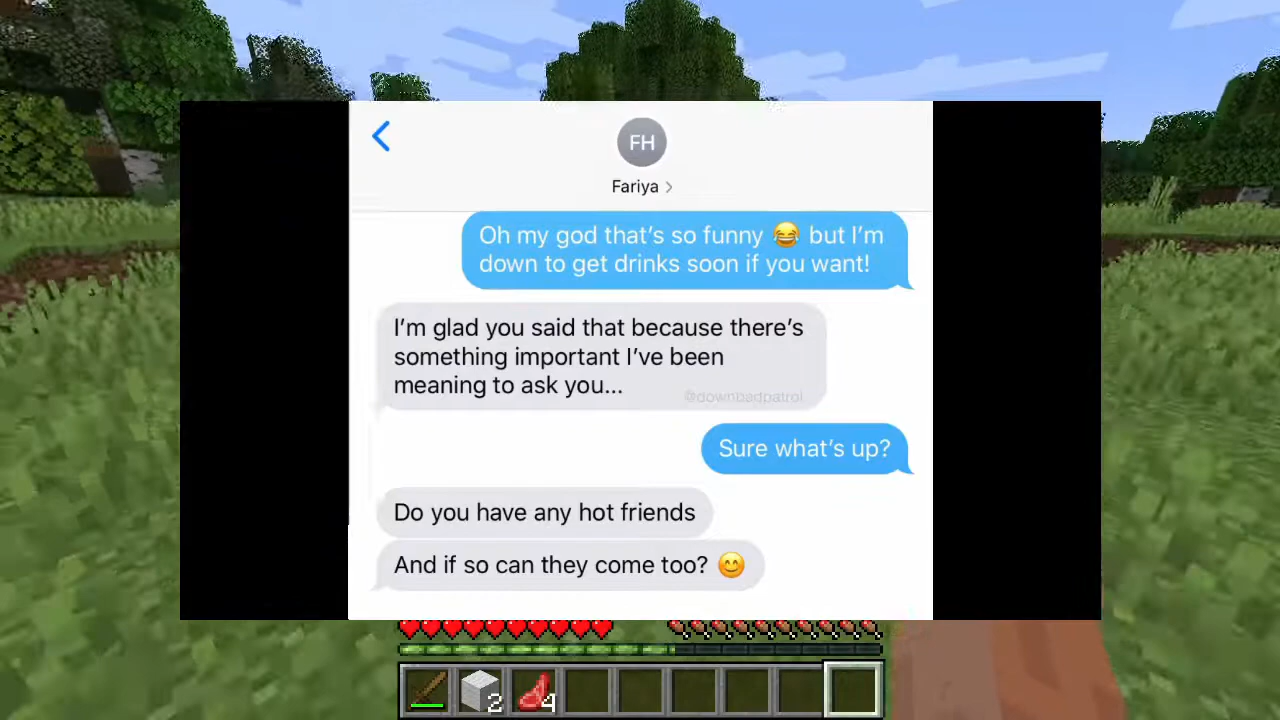 FH
Fariya
Oh my god that's so funny 😂 but I'm
down to get drinks soon if you want!
I'm glad you said that because there's
something important I've been
meaning to ask you...
@downbadpatrol
Sure what's up?
Do you have any hot friends
And if so can they come too? 😊
2
4